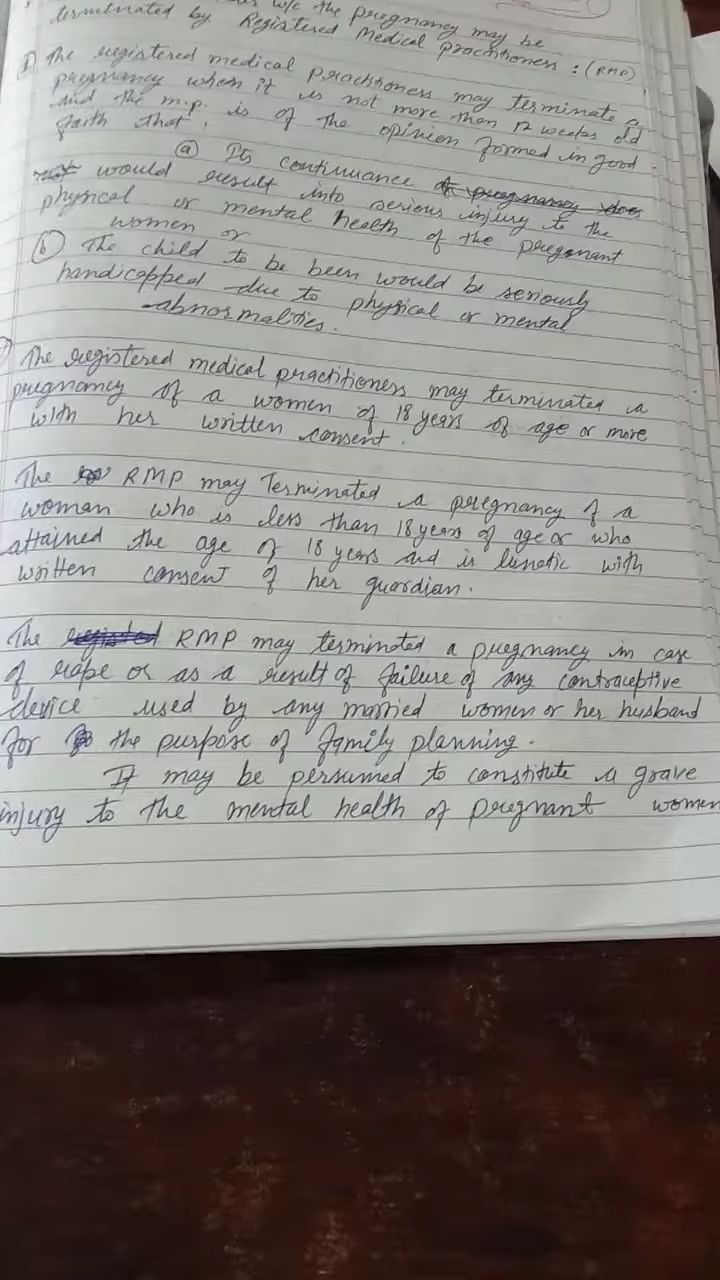 w/c the pregnancy may be
terminated by Registered Medical Practitioners : (RMP)
The registered medical practitioners may terminate a
pregnancy when it is not more than 12 weeks old
and the m.p. is of the opinion formed in good
faith that,
(a) Its continuance
would result into serious injury to the
physical or mental health of the pregnant
women or
(b) The child to be been would be seriously
handicapped due to physical or mental
abnormalties.
The registered medical practitioners may terminated a
pregnancy of a women of 18 years of age or more
with her written consent.
The RMP may Terminated a pregnancy of a
woman who is less than 18 years of age or who
attained the age of 18 years and is lunatic with
written consent of her guardian.
The RMP may terminated a pregnancy in case
of rape or as a result of failure of any contraceptive
device used by any married women or her husband
for the purpose of family planning.
It may be persumed to constitute a grave
injury to the mental health of pregnant women